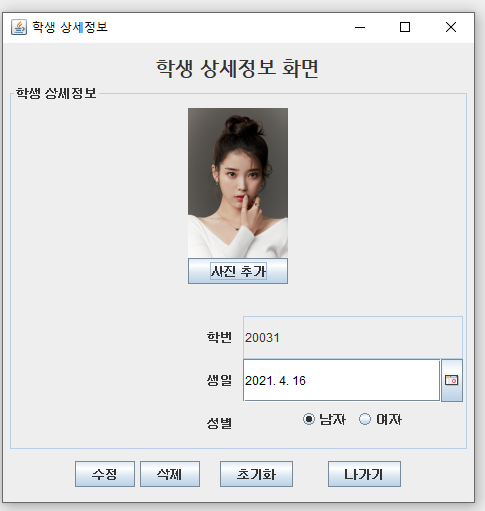 학생 상세정보
학생 상세정보 화면
학생 상세정보
사진 추가
학번 20031
생일 2021. 4. 16
성별 남자 여자
수정 삭제 초기화 나가기